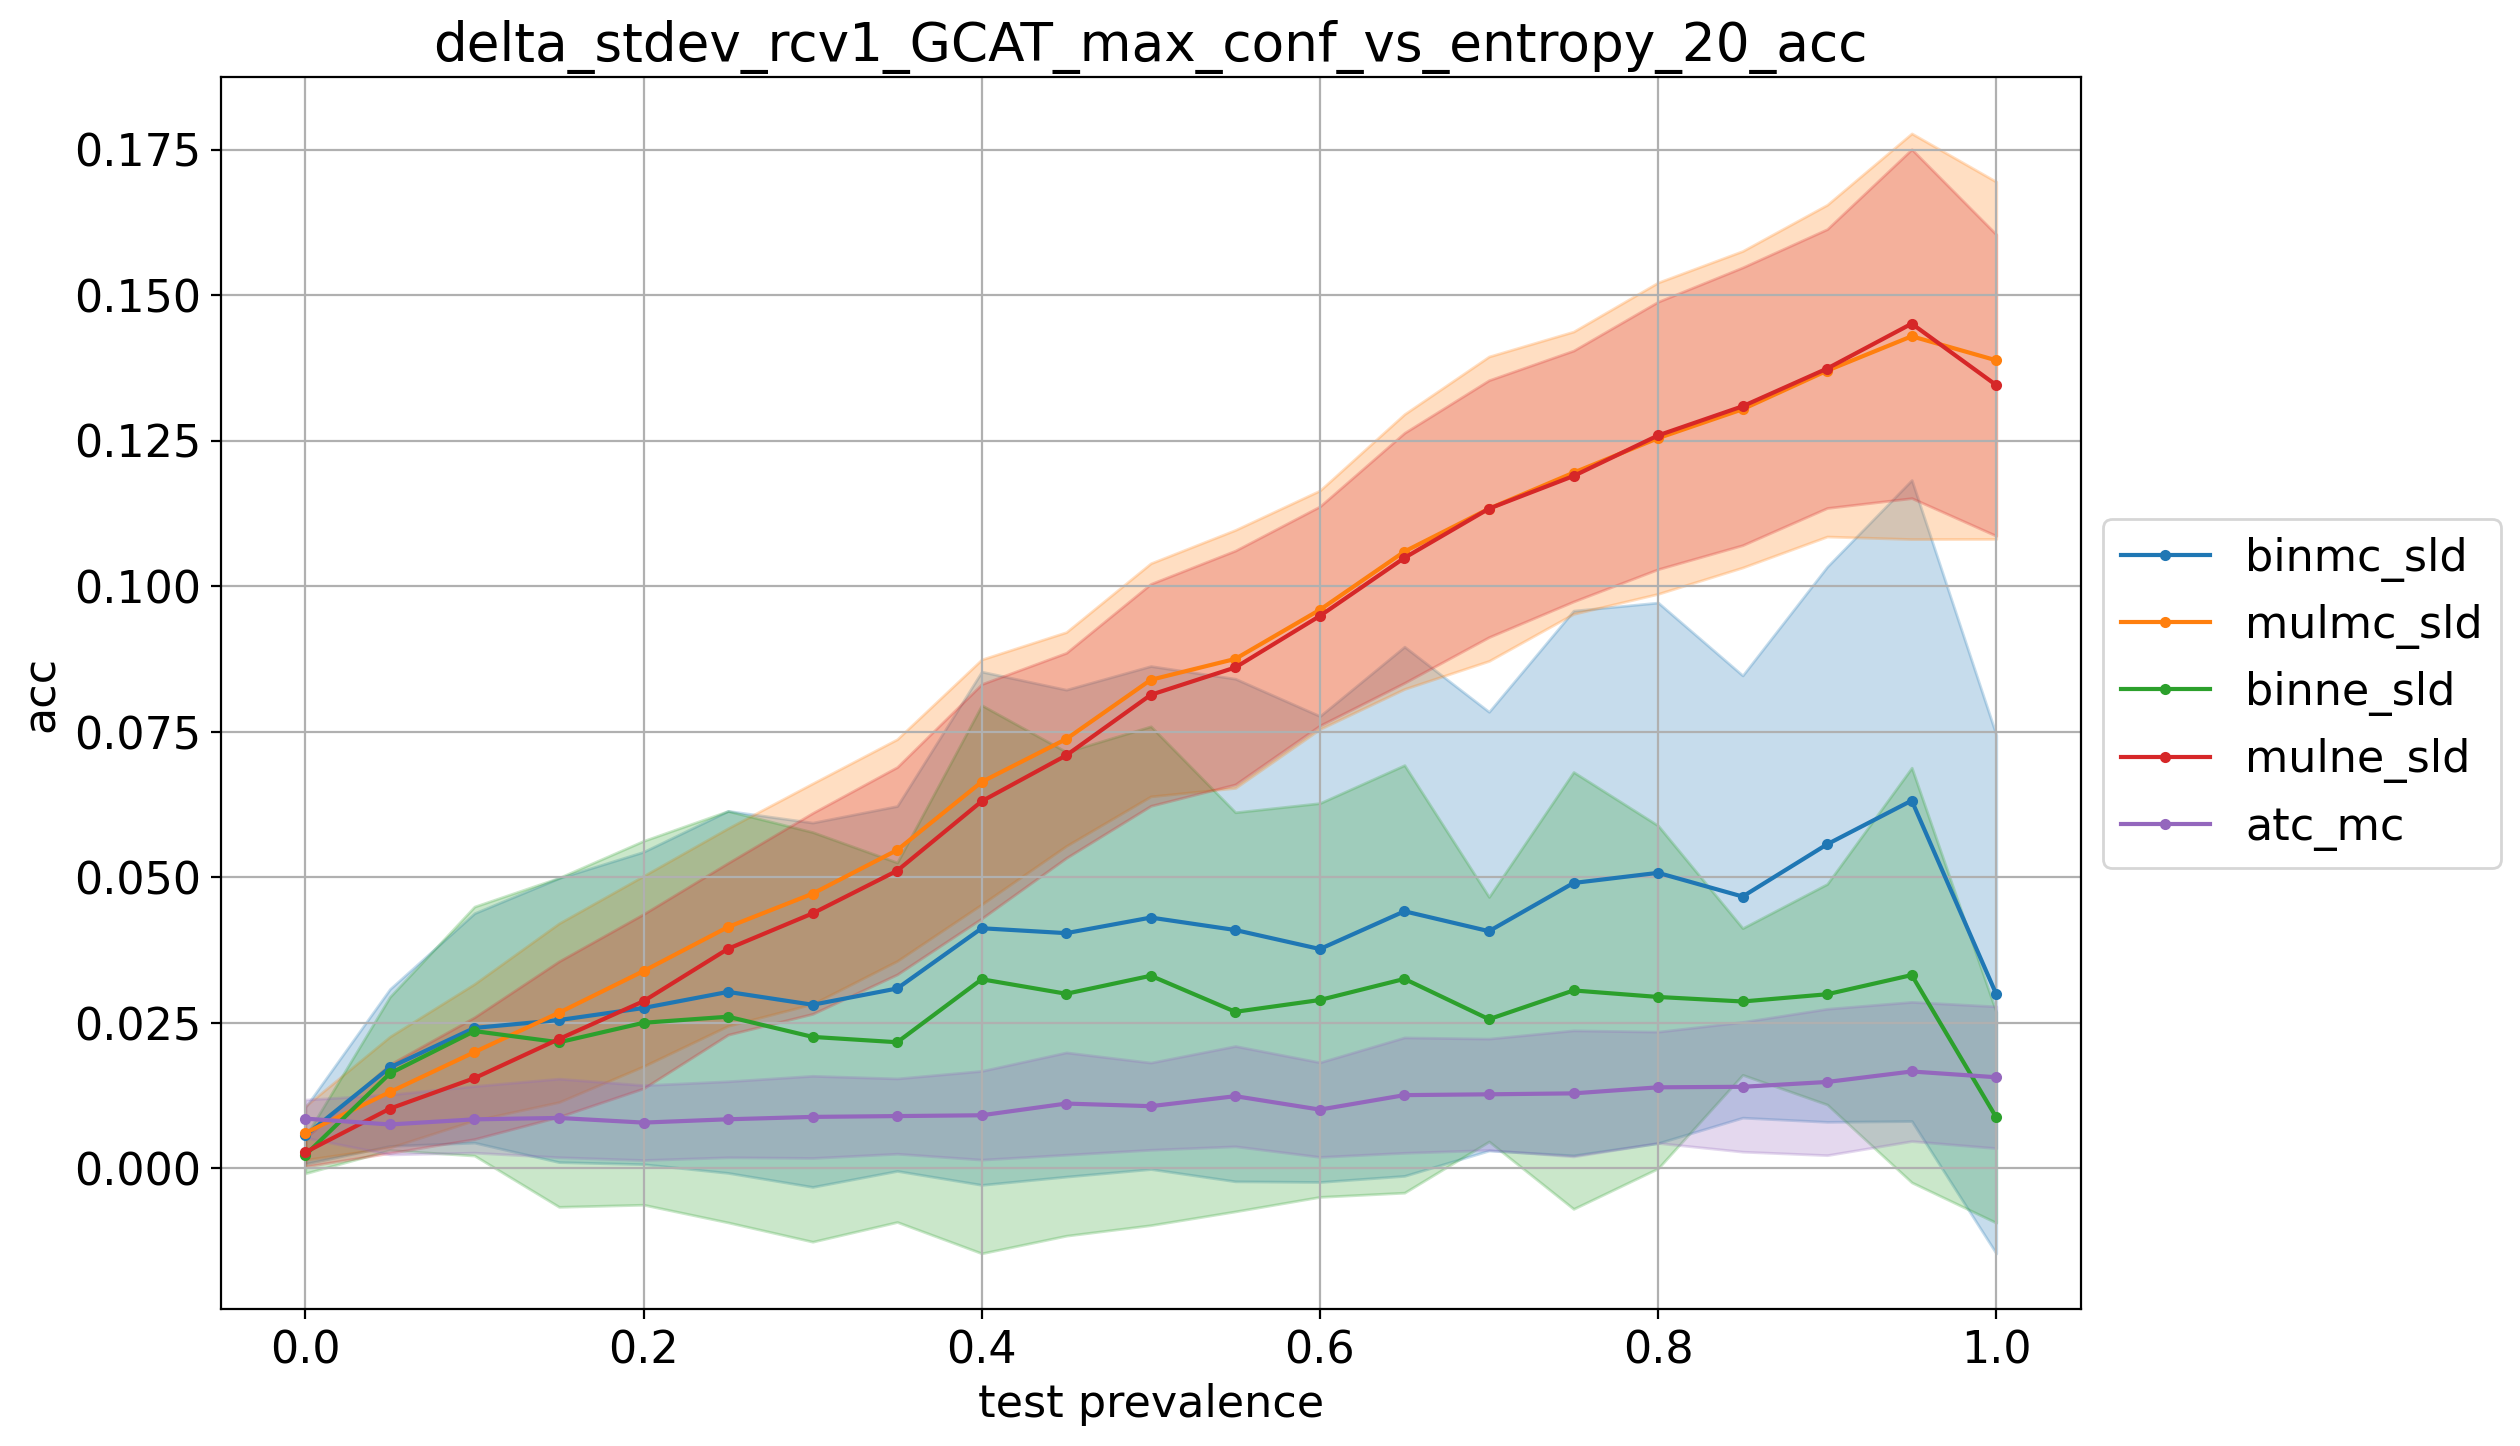 delta_stdev_rcv1_GCAT_max_conf_vs_entropy_20_acc
0.175
0.150
0.125
0.100
0.075
0.050
0.025
0.000
acc
0.0 0.2 0.4 0.6 0.8 1.0
test prevalence
binmc_sld
mulmc_sld
binne_sld
mulne_sld
atc_mc